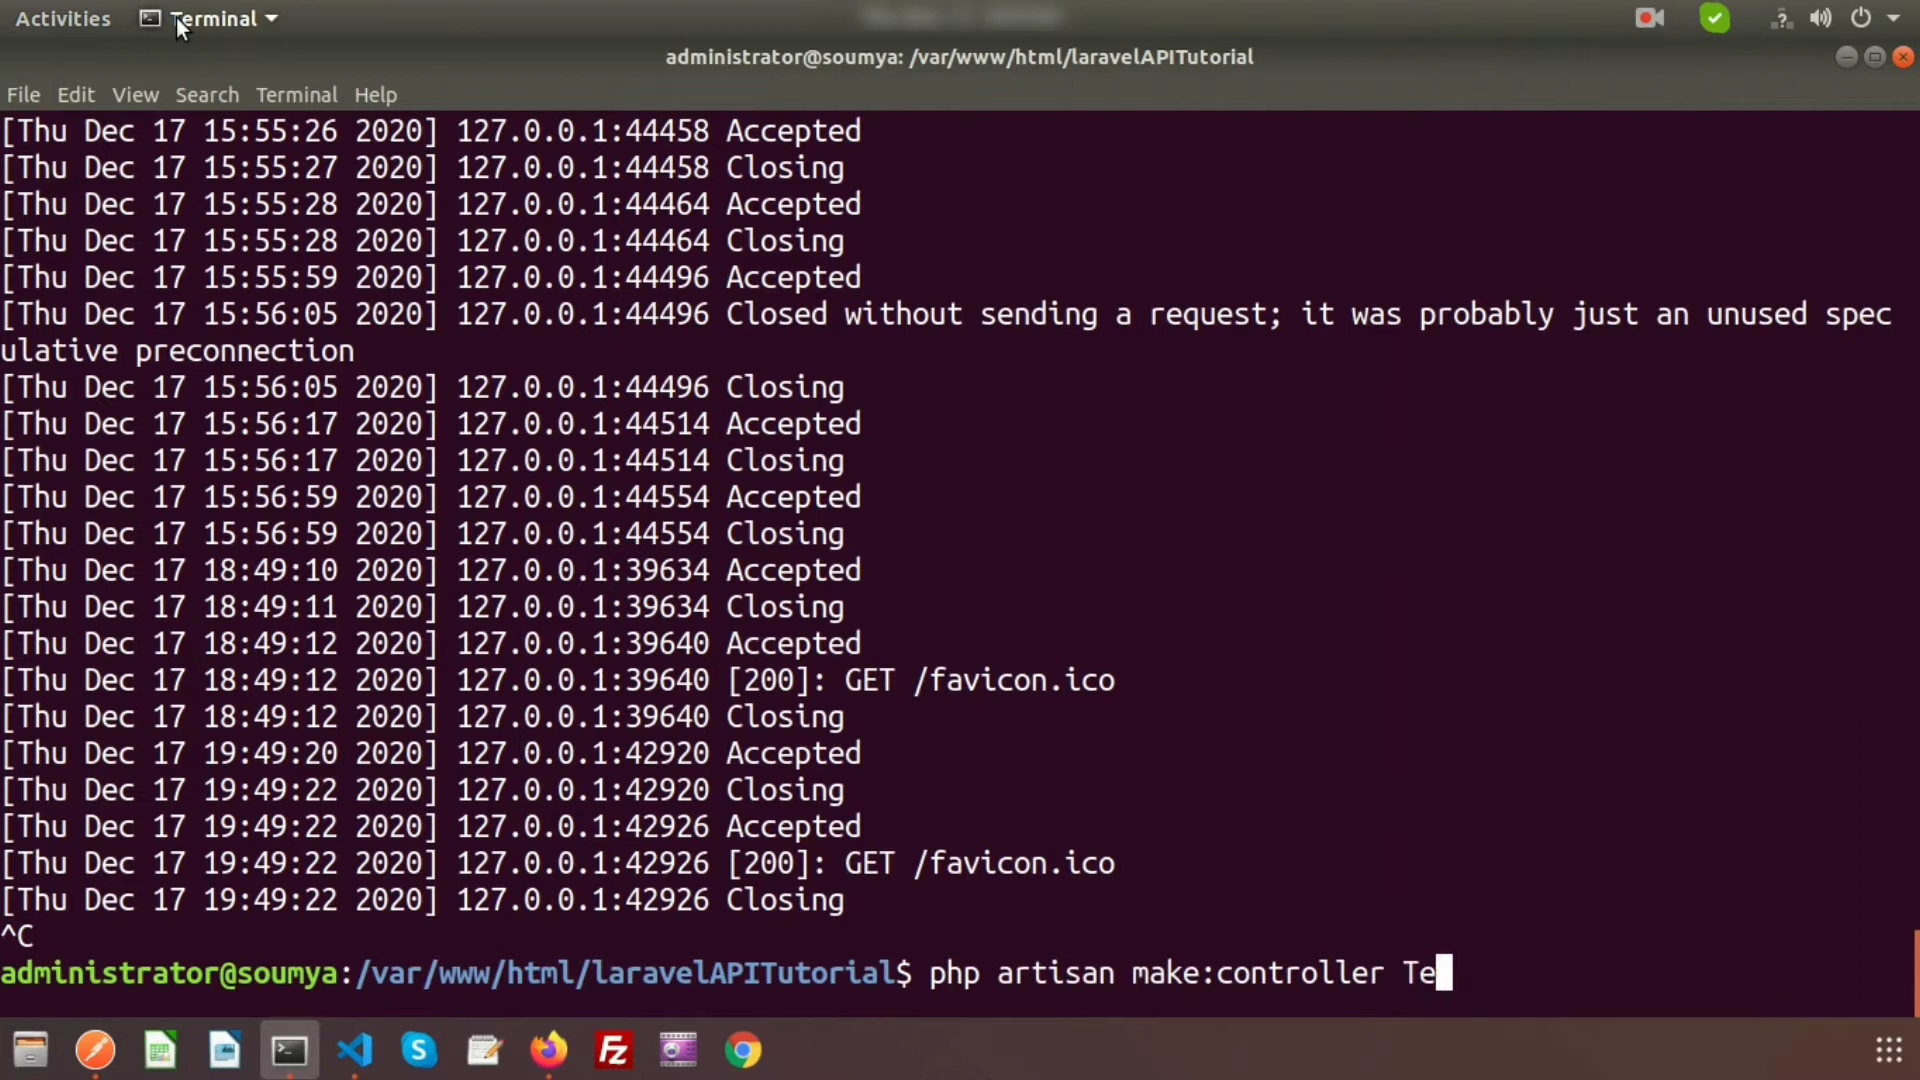 Activities Terminal
administrator@soumya: /var/www/html/laravelAPITutorial
File Edit View Search Terminal Help
[Thu Dec 17 15:55:26 2020] 127.0.0.1:44458 Accepted
[Thu Dec 17 15:55:27 2020] 127.0.0.1:44458 Closing
[Thu Dec 17 15:55:28 2020] 127.0.0.1:44464 Accepted
[Thu Dec 17 15:55:28 2020] 127.0.0.1:44464 Closing
[Thu Dec 17 15:55:59 2020] 127.0.0.1:44496 Accepted
[Thu Dec 17 15:56:05 2020] 127.0.0.1:44496 Closed without sending a request; it was probably just an unused spec
ulative preconnection
[Thu Dec 17 15:56:05 2020] 127.0.0.1:44496 Closing
[Thu Dec 17 15:56:17 2020] 127.0.0.1:44514 Accepted
[Thu Dec 17 15:56:17 2020] 127.0.0.1:44514 Closing
[Thu Dec 17 15:56:59 2020] 127.0.0.1:44554 Accepted
[Thu Dec 17 15:56:59 2020] 127.0.0.1:44554 Closing
[Thu Dec 17 18:49:10 2020] 127.0.0.1:39634 Accepted
[Thu Dec 17 18:49:11 2020] 127.0.0.1:39634 Closing
[Thu Dec 17 18:49:12 2020] 127.0.0.1:39640 Accepted
[Thu Dec 17 18:49:12 2020] 127.0.0.1:39640 [200]: GET /favicon.ico
[Thu Dec 17 18:49:12 2020] 127.0.0.1:39640 Closing
[Thu Dec 17 19:49:20 2020] 127.0.0.1:42920 Accepted
[Thu Dec 17 19:49:22 2020] 127.0.0.1:42920 Closing
[Thu Dec 17 19:49:22 2020] 127.0.0.1:42926 Accepted
[Thu Dec 17 19:49:22 2020] 127.0.0.1:42926 [200]: GET /favicon.ico
[Thu Dec 17 19:49:22 2020] 127.0.0.1:42926 Closing
^C
administrator@soumya:/var/www/html/laravelAPITutorial$ php artisan make:controller Te